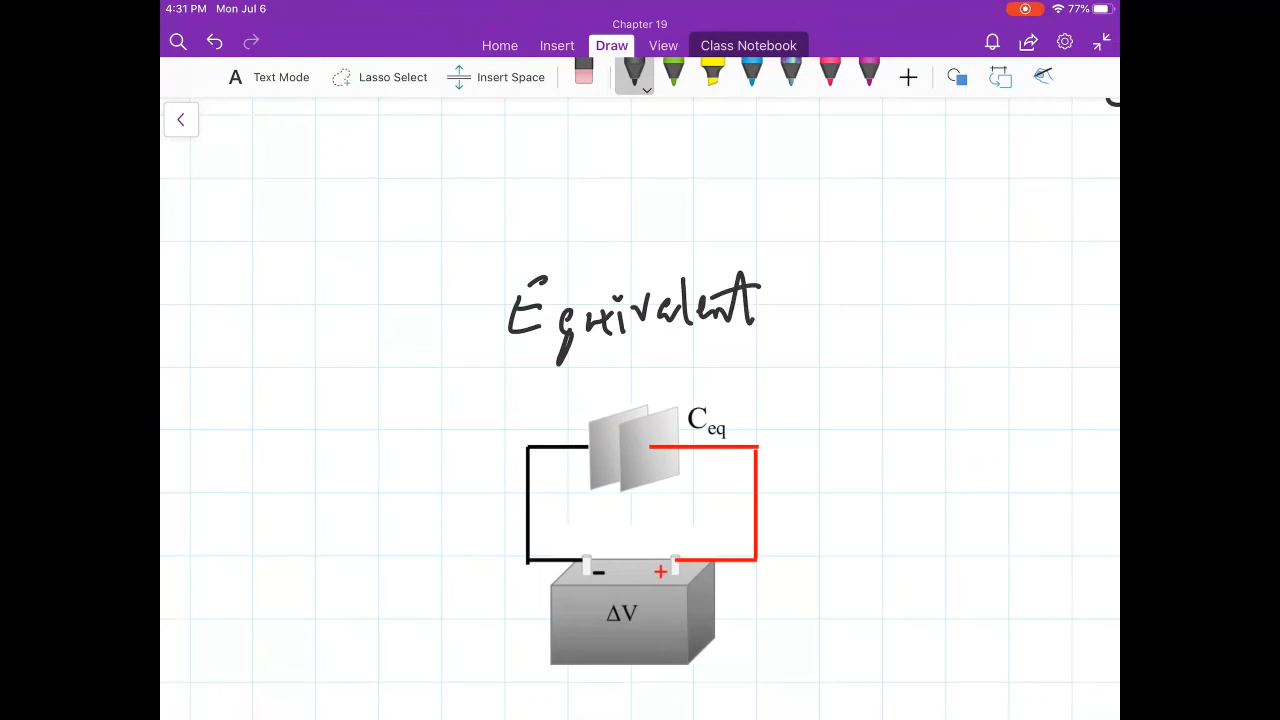 4:31 PM Mon Jul 6 77%
Chapter 19
Home Insert Draw View Class Notebook
A Text Mode Lasso Select Insert Space
Equivalent
Ceq
- +
ΔV